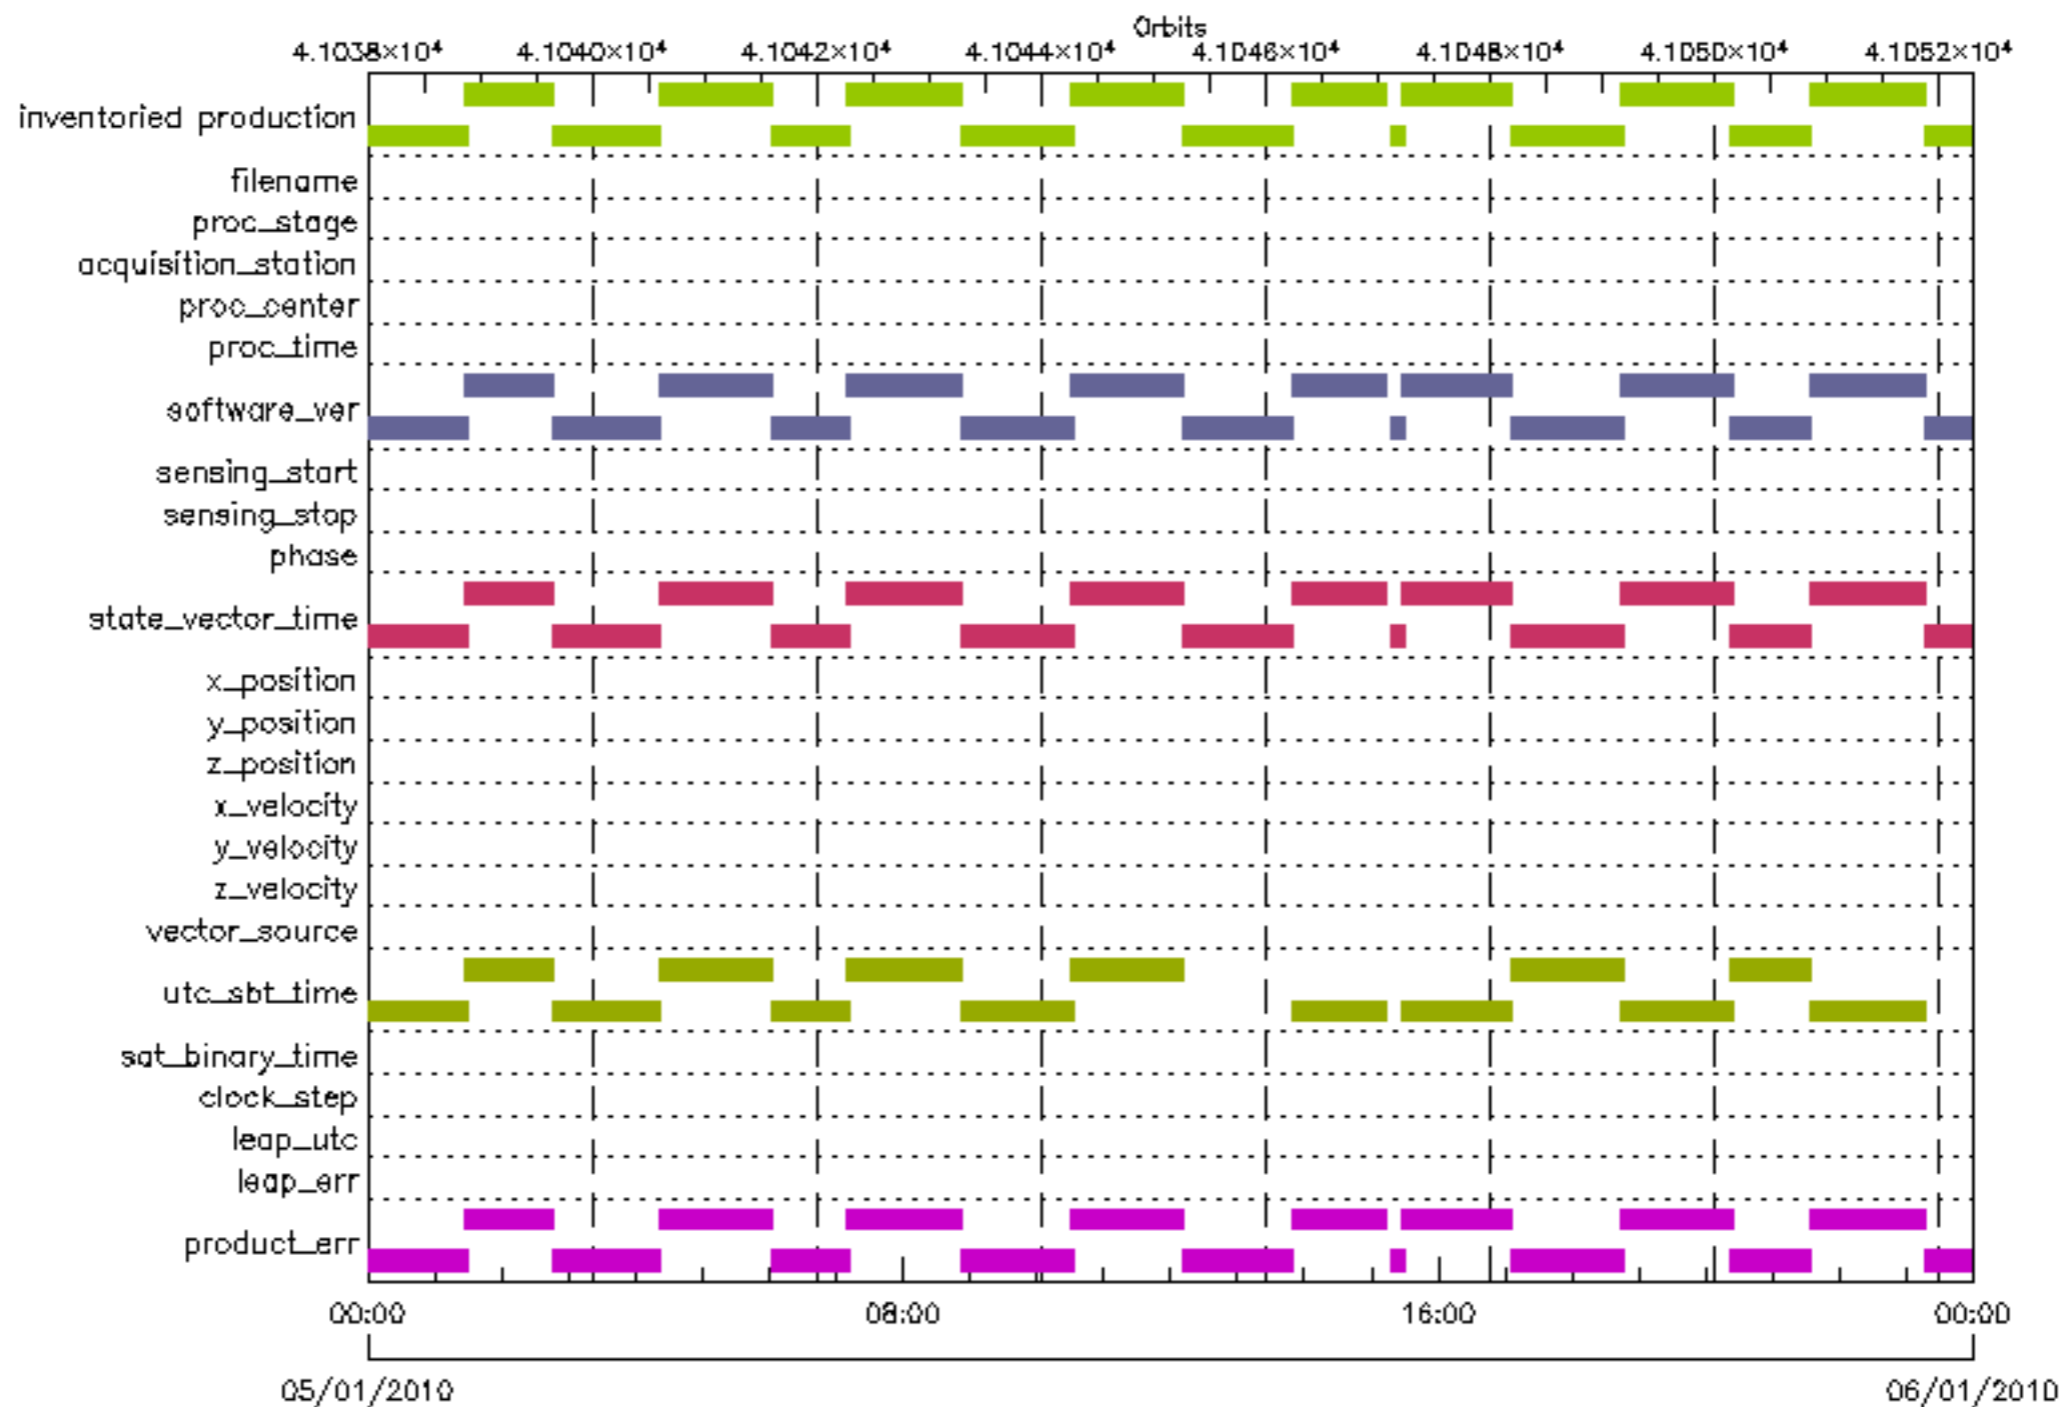 Orbits
4.1038×10⁴ 4.1040×10⁴ 4.1042×10⁴ 4.1044×10⁴ 4.1046×10⁴ 4.1048×10⁴ 4.1050×10⁴ 4.1052×10⁴
inventoried production
filename
proc_stage
acquisition_station
proc_center
proc_time
software_ver
sensing_start
sensing_stop
phase
state_vector_time
x_position
y_position
z_position
x_velocity
y_velocity
z_velocity
vector_source
utc_sbt_time
sat_binary_time
clock_step
leap_utc
leap_err
product_err
00:00 08:00 16:00 00:00
05/01/2010 06/01/2010